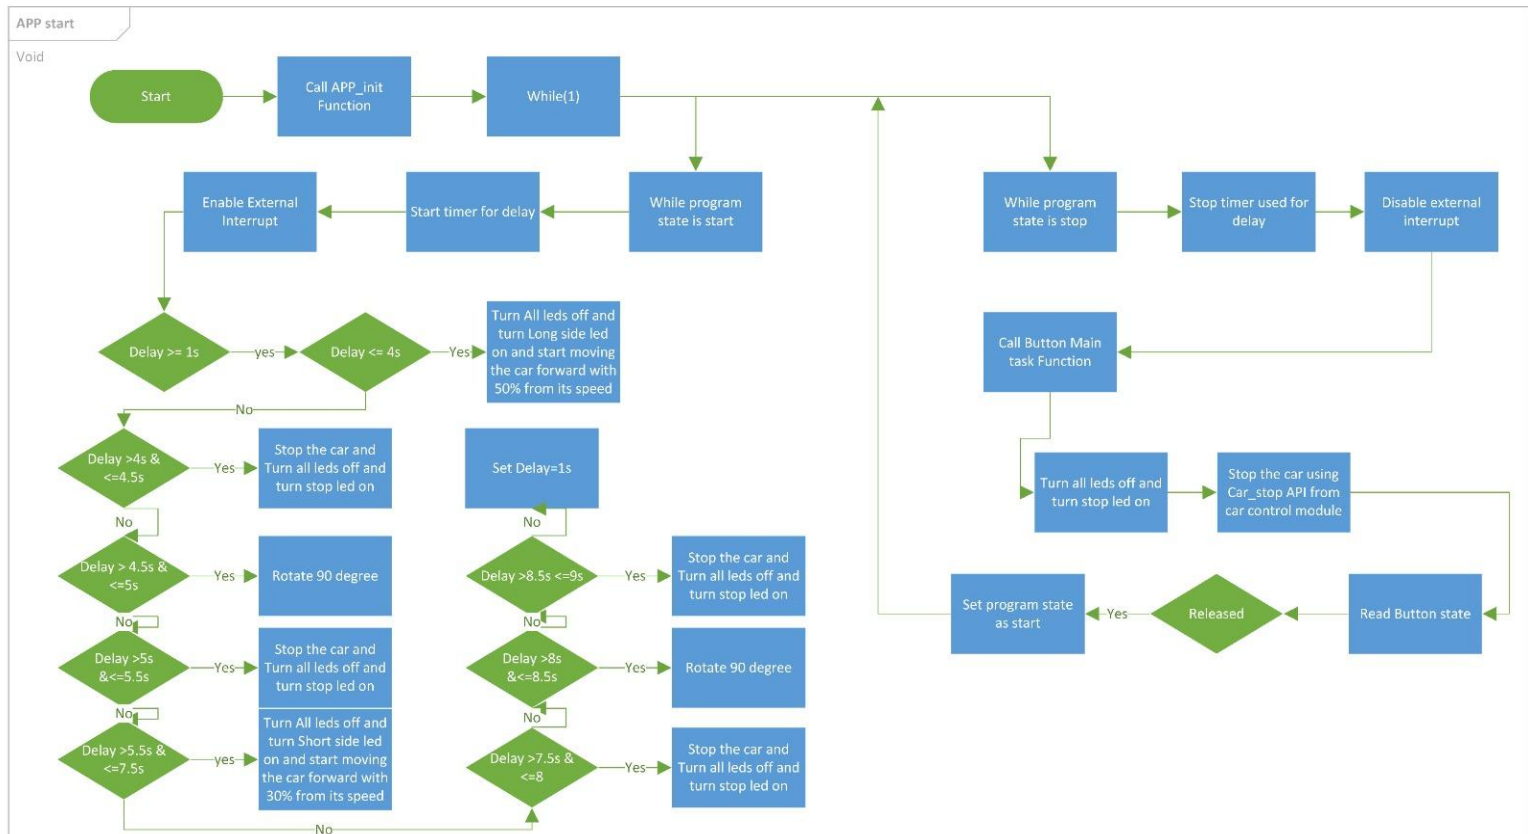 APP start
Void
Start
Call APP_init
Function
While(1)
Enable External
Interrupt
Start timer for delay
While program
state is start
While program
state is stop
Stop timer used for
delay
Disable external
interrupt
Delay >= 1s
yes
Delay <= 4s
Yes
Turn All leds off and
turn Long side led
on and start moving
the car forward with
50% from its speed
No
Call Button Main
task Function
Delay >4s &
<=4.5s
Yes
Stop the car and
Turn all leds off and
turn stop led on
No
Set Delay=1s
No
Turn all leds off and
turn stop led on
Stop the car using
Car_stop API from
car control module
Delay > 4.5s &
<=5s
Yes
Rotate 90 degree
No
Delay >8.5s <=9s
Yes
Stop the car and
Turn all leds off and
turn stop led on
No
Set program state
as start
Yes
Released
Read Button state
Delay >5s
&<=5.5s
Yes
Stop the car and
Turn all leds off and
turn stop led on
No
Delay >8s
&<=8.5s
Yes
Rotate 90 degree
No
Delay >5.5s &
<=7.5s
yes
Turn All leds off and
turn Short side led
on and start moving
the car forward with
30% from its speed
Delay >7.5s &
<=8
Yes
Stop the car and
Turn all leds off and
turn stop led on
No